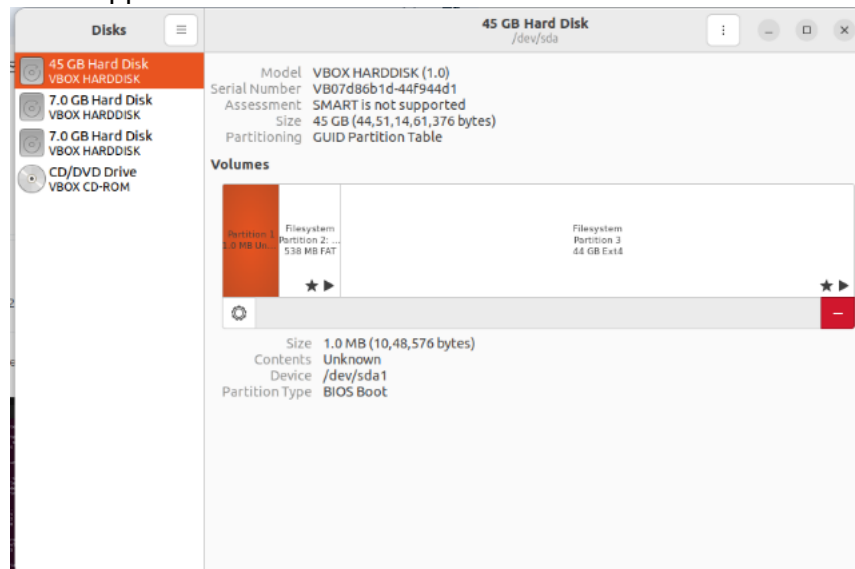 Disks
45 GB Hard Disk
/dev/sda
45 GB Hard Disk
VBOX HARDDISK
7.0 GB Hard Disk
VBOX HARDDISK
7.0 GB Hard Disk
VBOX HARDDISK
CD/DVD Drive
VBOX CD-ROM
Model VBOX HARDDISK (1.0)
Serial Number VB07d86b1d-44f944d1
Assessment SMART is not supported
Size 45 GB (44,51,14,61,376 bytes)
Partitioning GUID Partition Table
Volumes
Partition 1
1.0 MB Un...
Filesystem
Partition 2: ...
538 MB FAT
Filesystem
Partition 3
44 GB Ext4
Size 1.0 MB (10,48,576 bytes)
Contents Unknown
Device /dev/sda1
Partition Type BIOS Boot